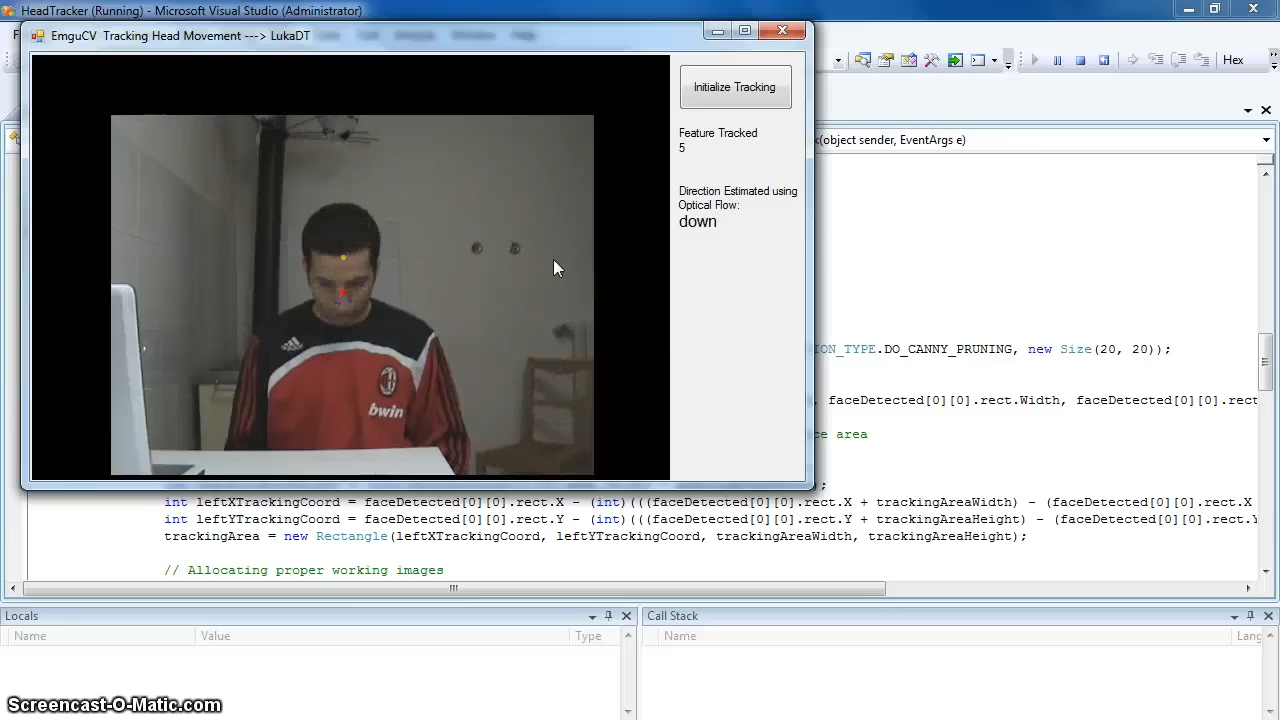 HeadTracker (Running) - Microsoft Visual Studio (Administrator)
EmguCV Tracking Head Movement ---> LukaDT
Initialize Tracking
Hex
Feature Tracked
5
(object sender, EventArgs e)
Direction Estimated using
Optical Flow:
down
ION_TYPE.DO_CANNY_PRUNING, new Size(20, 20));
, faceDetected[0][0].rect.Width, faceDetected[0][0].rect
ce area
bwin
);
int leftXTrackingCoord = faceDetected[0][0].rect.X - (int)(((faceDetected[0][0].rect.X + trackingAreaWidth) - (faceDetected[0][0].rect.X
int leftYTrackingCoord = faceDetected[0][0].rect.Y - (int)(((faceDetected[0][0].rect.Y + trackingAreaHeight) - (faceDetected[0][0].rect.Y
trackingArea = new Rectangle(leftXTrackingCoord, leftYTrackingCoord, trackingAreaWidth, trackingAreaHeight);
// Allocating proper working images
Locals
Call Stack
Name Value Type
Name Lang
Screencast-O-Matic.com